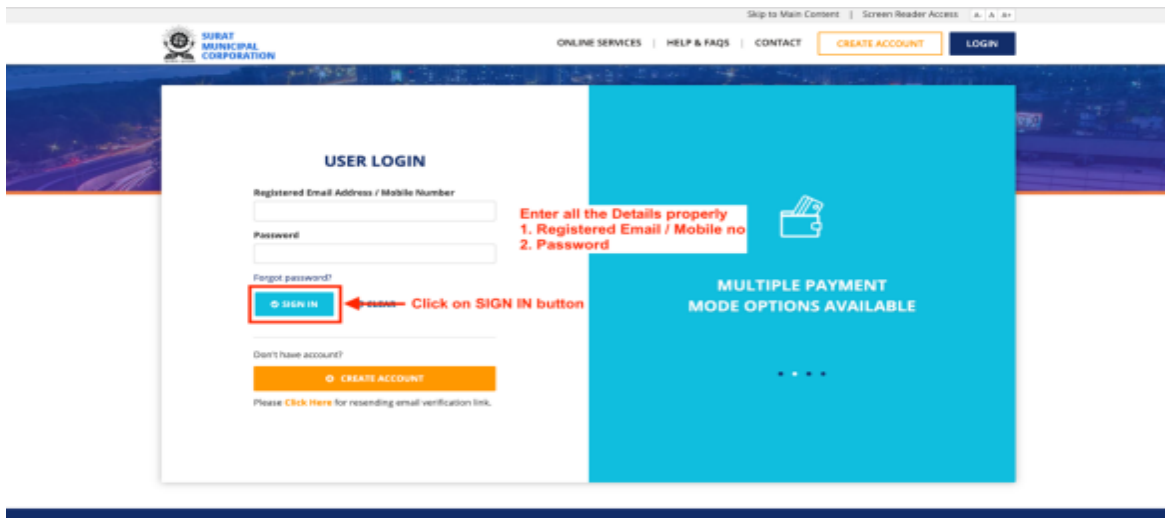 Skip to Main Content | Screen Reader Access A- A A+
SURAT
MUNICIPAL
CORPORATION
ONLINE SERVICES | HELP & FAQS | CONTACT CREATE ACCOUNT LOGIN
USER LOGIN
Registered Email Address / Mobile Number
Enter all the Details properly
1. Registered Email / Mobile no
2. Password
Password
Forgot password?
SIGN IN CLEAR Click on SIGN IN button
Don't have account?
CREATE ACCOUNT
Please Click Here for resending email verification link.
MULTIPLE PAYMENT
MODE OPTIONS AVAILABLE